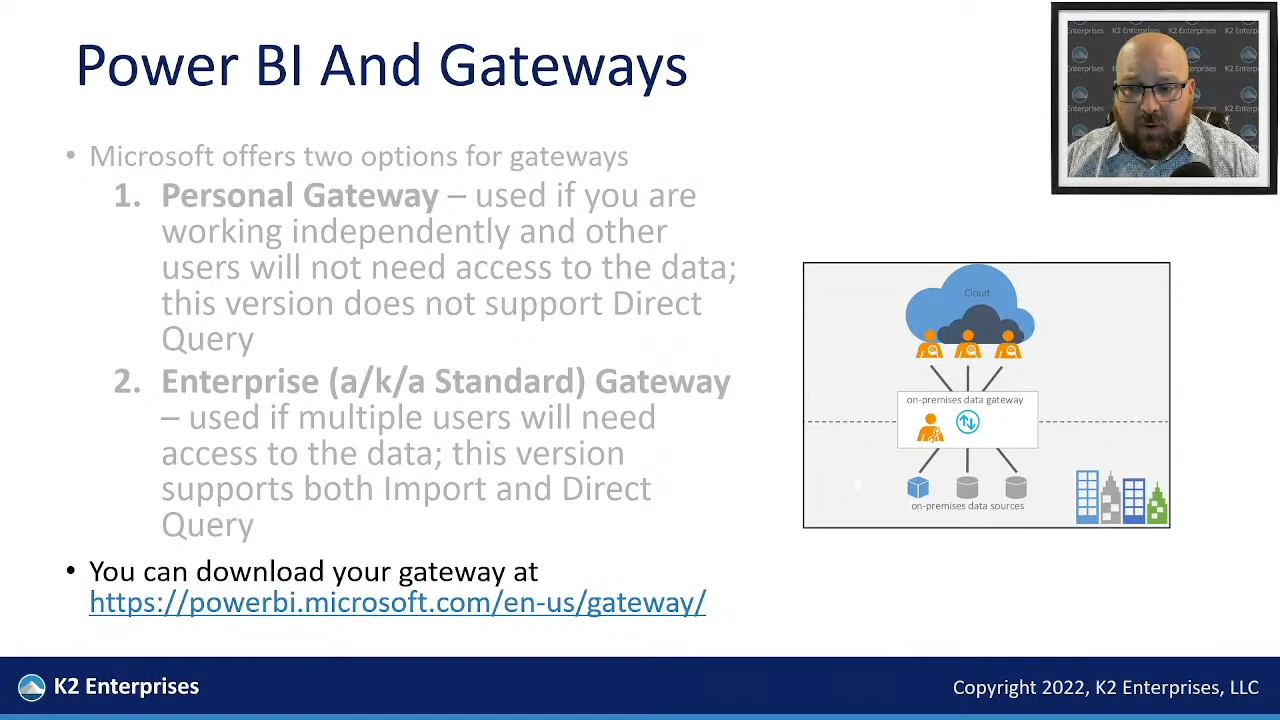 Power BI And Gateways
• Microsoft offers two options for gateways
1. Personal Gateway – used if you are
working independently and other
users will not need access to the data;
this version does not support Direct
Query
2. Enterprise (a/k/a Standard) Gateway
– used if multiple users will need
access to the data; this version
supports both Import and Direct
Query
• You can download your gateway at
https://powerbi.microsoft.com/en-us/gateway/
Cloud
on-premises data gateway
on-premises data sources
K2 Enterprises
Copyright 2022, K2 Enterprises, LLC